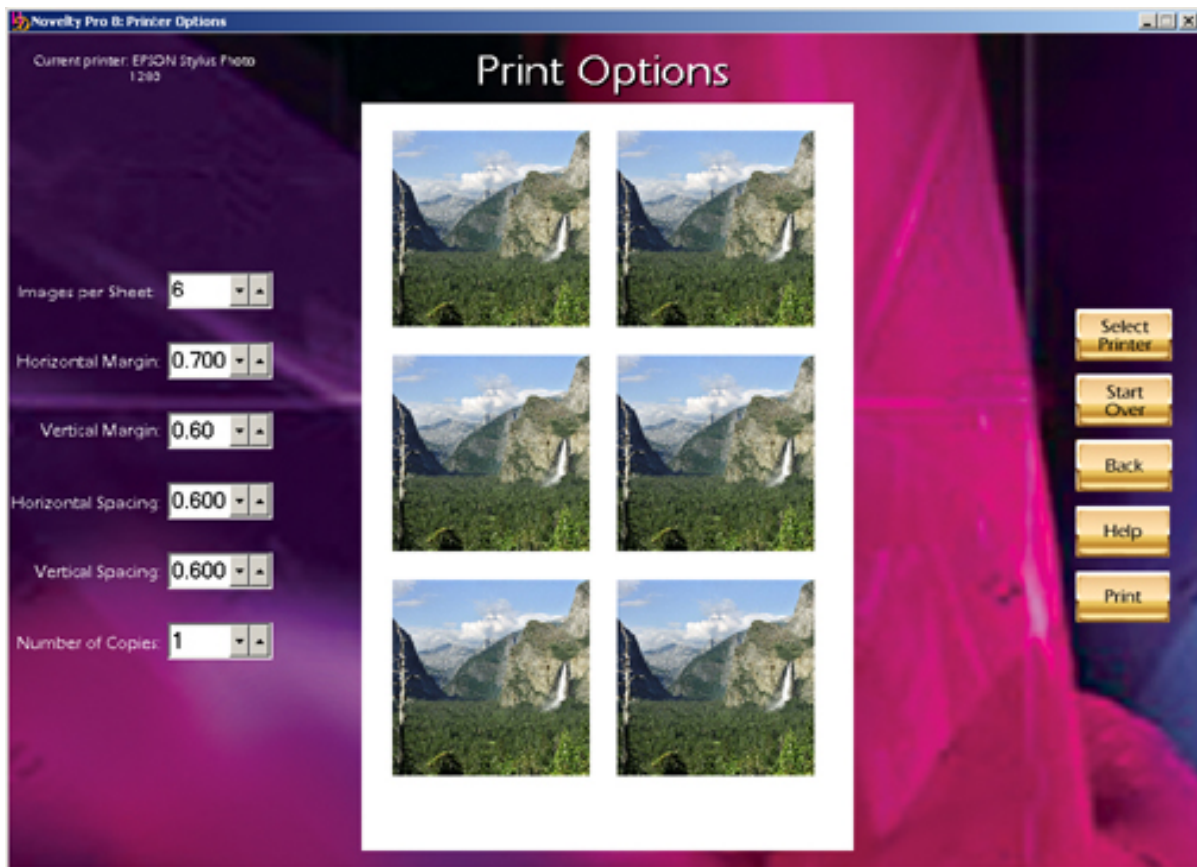 Novelty Pro 8: Printer Options
Current printer: EPSON Stylus Photo
1280
Print Options
Images per Sheet: 6
Horizontal Margin: 0.700
Vertical Margin: 0.60
Horizontal Spacing: 0.600
Vertical Spacing: 0.600
Number of Copies: 1
Select
Printer
Start
Over
Back
Help
Print